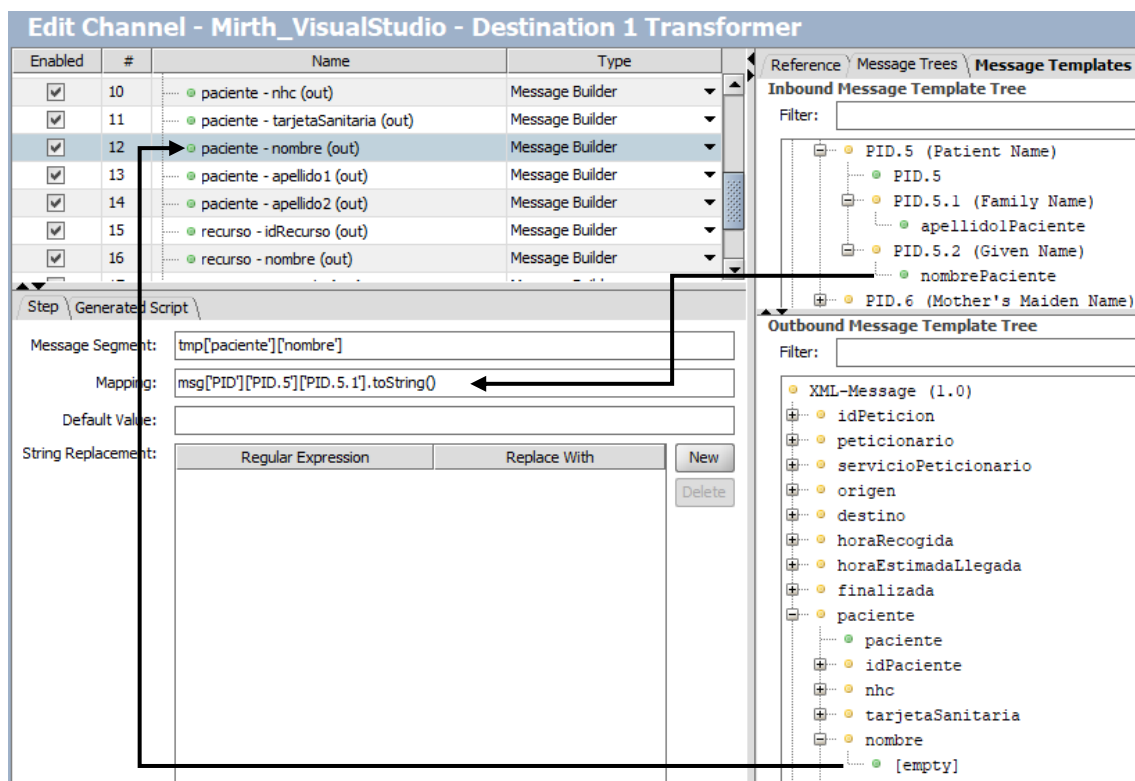 Edit Channel - Mirth_VisualStudio - Destination 1 Transformer
Enabled # Name Type
10 paciente - nhc (out) Message Builder
11 paciente - tarjetaSanitaria (out) Message Builder
12 paciente - nombre (out) Message Builder
13 paciente - apellido1 (out) Message Builder
14 paciente - apellido2 (out) Message Builder
15 recurso - idRecurso (out) Message Builder
16 recurso - nombre (out) Message Builder
Step Generated Script
Message Segment: tmp['paciente']['nombre']
Mapping: msg['PID']['PID.5']['PID.5.1'].toString()
Default Value:
String Replacement: Regular Expression Replace With New
Delete
Reference Message Trees Message Templates
Inbound Message Template Tree
Filter:
PID.5 (Patient Name)
PID.5
PID.5.1 (Family Name)
apellido1Paciente
PID.5.2 (Given Name)
nombrePaciente
PID.6 (Mother's Maiden Name)
Outbound Message Template Tree
Filter:
XML-Message (1.0)
idPeticion
peticionario
servicioPeticionario
origen
destino
horaRecogida
horaEstimadaLlegada
finalizada
paciente
paciente
idPaciente
nhc
tarjetaSanitaria
nombre
[empty]